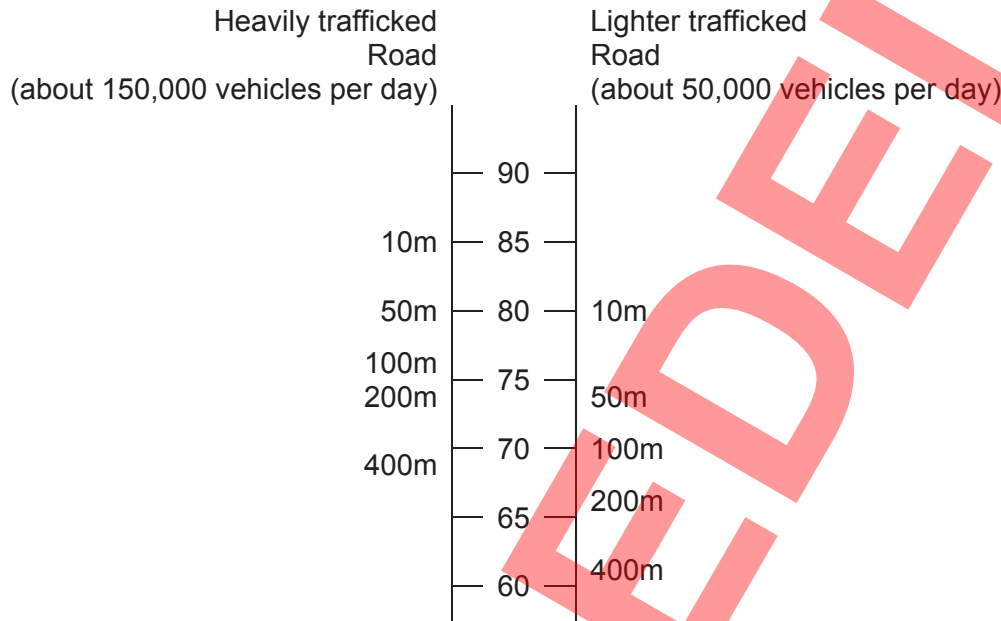 Heavily trafficked
Road
(about 150,000 vehicles per day)
Lighter trafficked
Road
(about 50,000 vehicles per day)
90
10m 85
50m 80 10m
100m
75
200m 50m
70 100m
400m
200m
65
400m
60
EDE